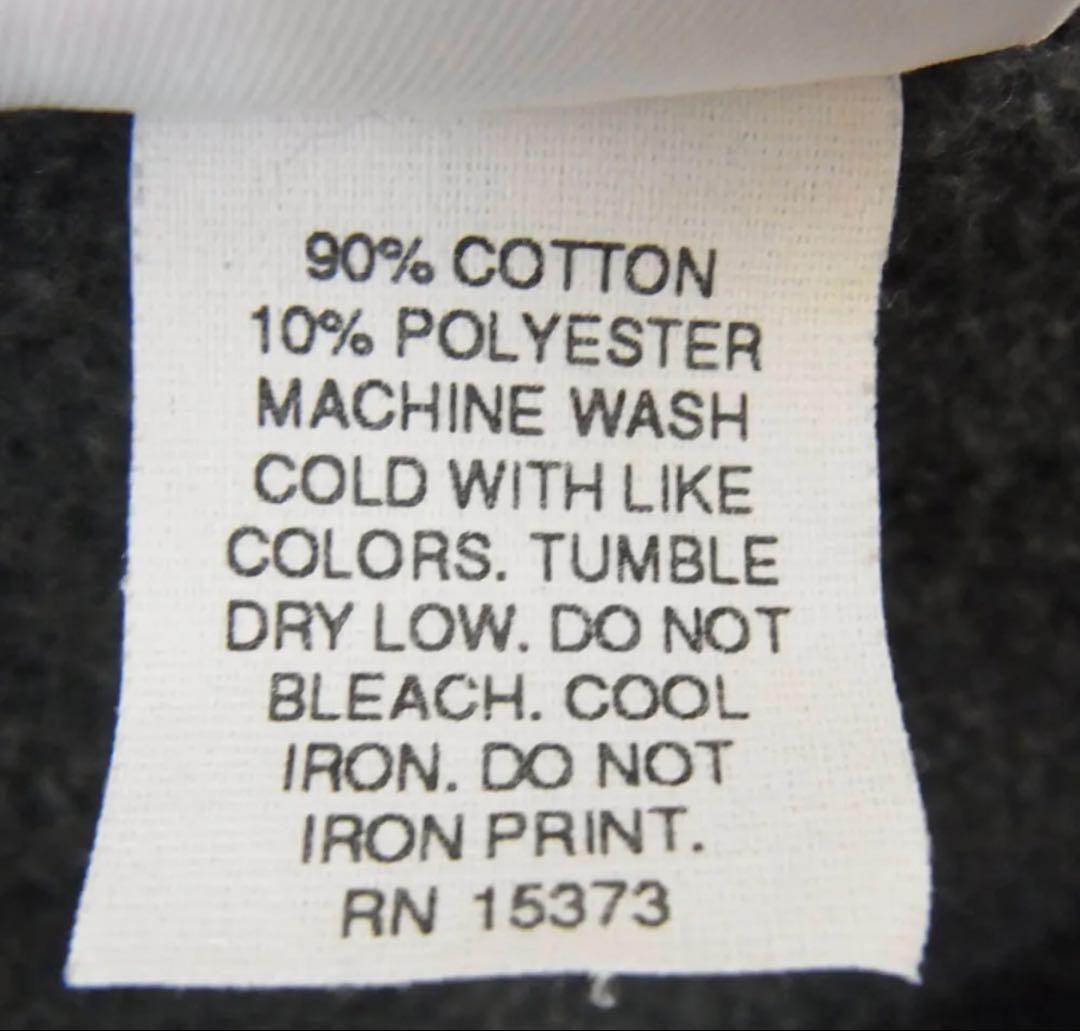 90% COTTON
10% POLYESTER
MACHINE WASH
COLD WITH LIKE
COLORS. TUMBLE
DRY LOW. DO NOT
BLEACH. COOL
IRON. DO NOT
IRON PRINT.
RN 15373